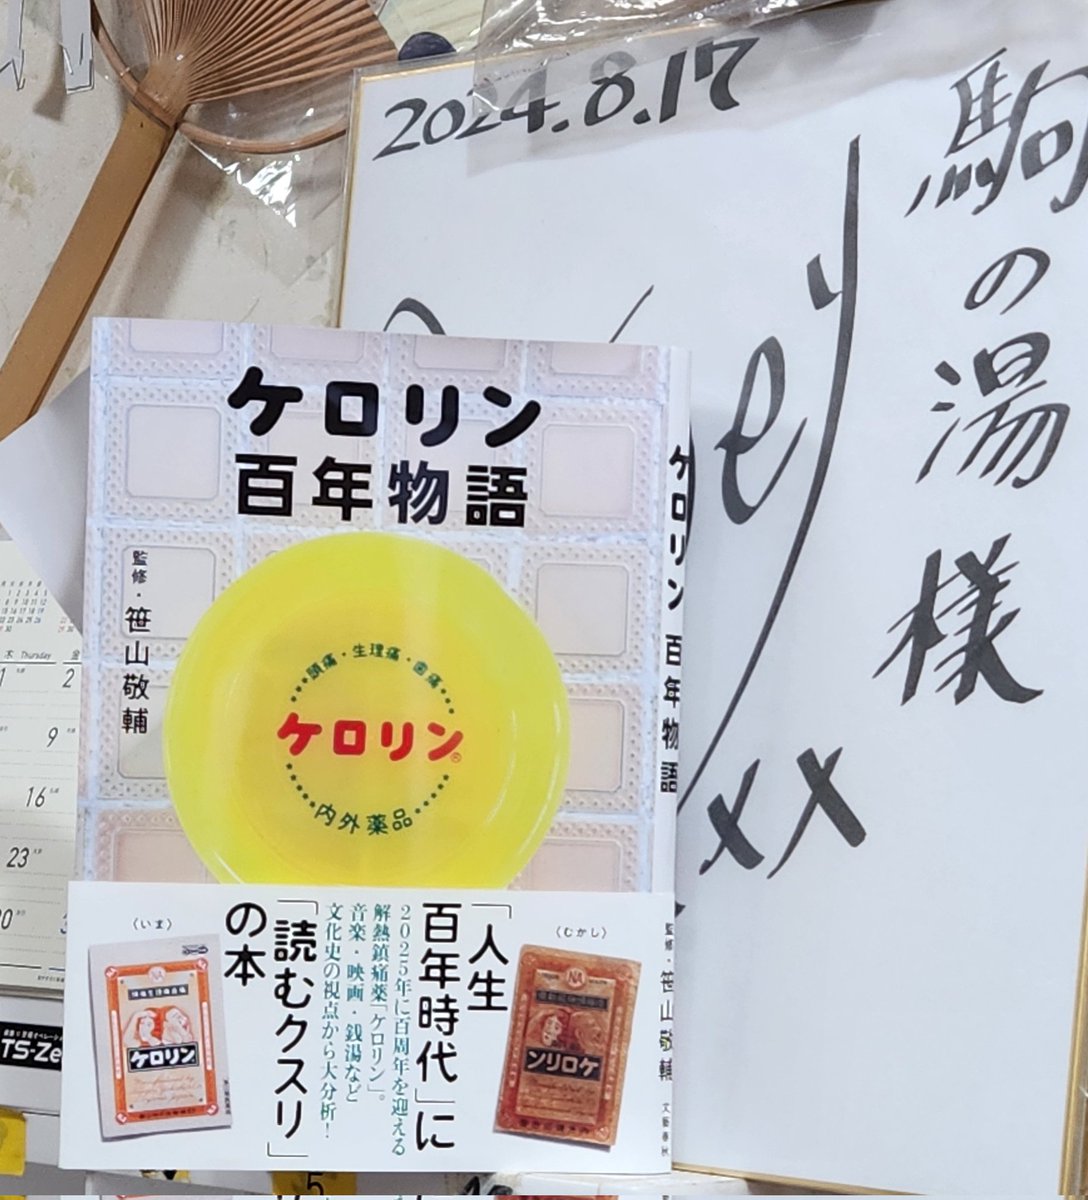 2024.8.17
駒の湯様
ケロリン
百年物語
監修・笹山敬輔
頭痛・生理痛・歯痛
ケロリン®
内外薬品
ケロリン 百年物語
監修・笹山敬輔
文藝春秋
〈むかし〉
ンリロケ
「人生
百年時代」に
2025年に百周年を迎える
解熱鎮痛薬「ケロリン」。
音楽・映画・銭湯など
文化史の視点から大分析!
「読むクスリ」
の本
〈いま〉
ケロリン
木 Thursday 金
2
9
16
23
TS-Ze